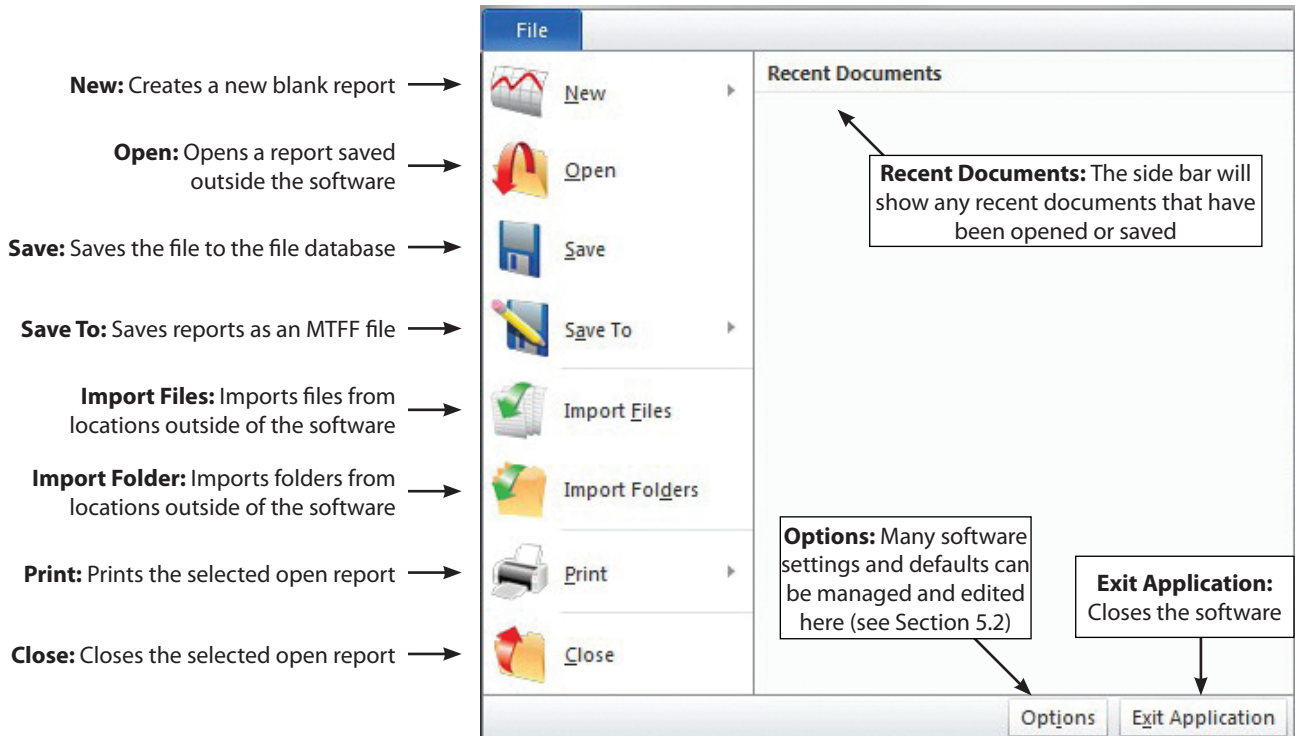 File
New: Creates a new blank report
New
Recent Documents
Open: Opens a report saved
outside the software
Open
Recent Documents: The side bar will
show any recent documents that have
been opened or saved
Save: Saves the file to the file database
Save
Save To: Saves reports as an MTFF file
Save To
Import Files: Imports files from
locations outside of the software
Import Files
Import Folder: Imports folders from
locations outside of the software
Import Folders
Options: Many software
settings and defaults can
be managed and edited
here (see Section 5.2)
Exit Application:
Closes the software
Print: Prints the selected open report
Print
Close: Closes the selected open report
Close
Options
Exit Application